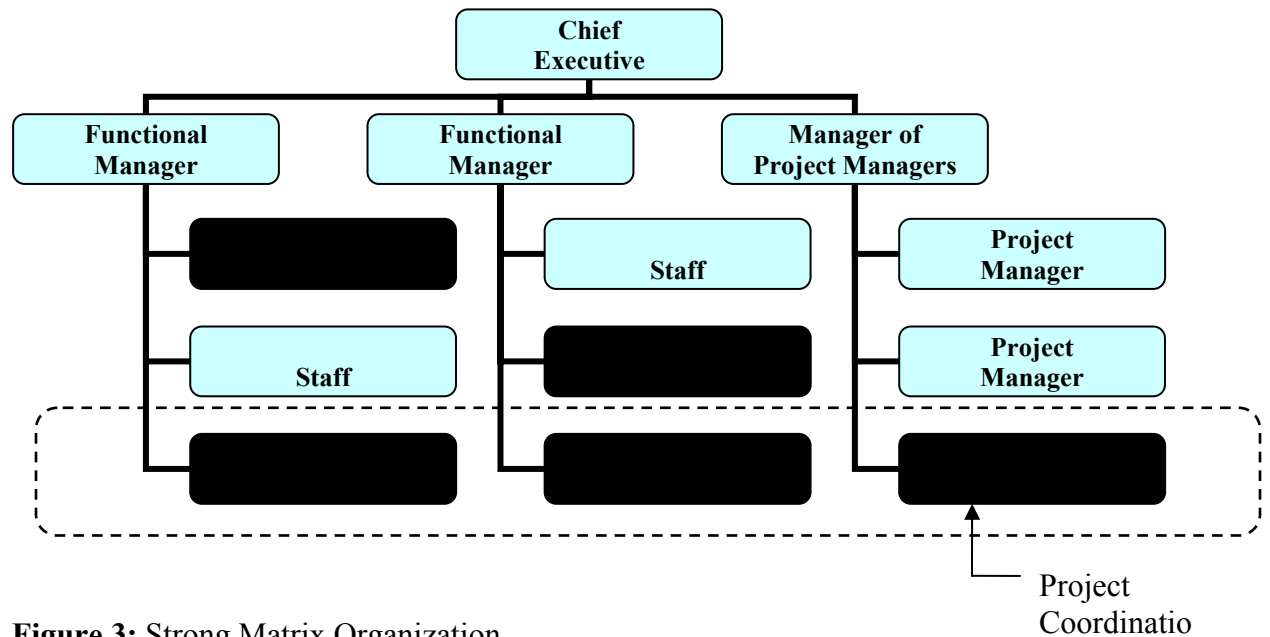 Chief
Executive
Functional
Manager
Functional
Manager
Manager of
Project Managers
Staff
Project
Manager
Staff
Project
Manager
Project
Coordinatio
Figure 3: Strong Matrix Organization